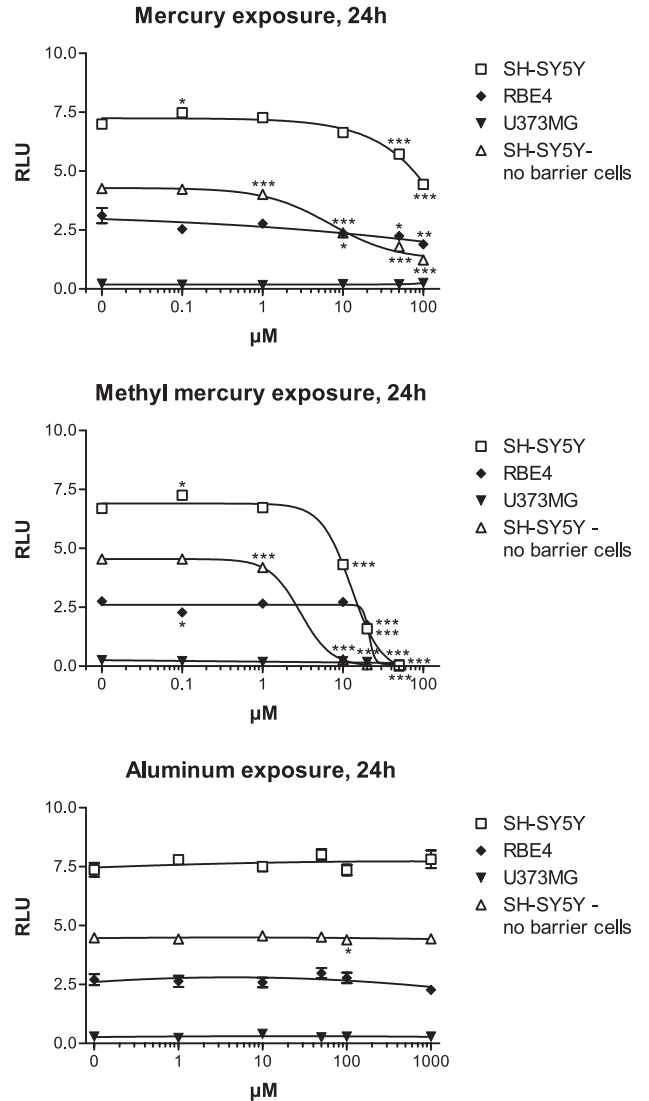 Mercury exposure, 24h
10.0
7.5
5.0
2.5
0.0
RLU
0
0.1
1
10
100
µM
*
***
***
***
***
*
*
**
***
***
SH-SY5Y
RBE4
U373MG
SH-SY5Y-
no barrier cells
Methyl mercury exposure, 24h
10.0
7.5
5.0
2.5
0.0
RLU
0
0.1
1
10
100
µM
*
***
***
*
***
***
***
***
***
***
***
SH-SY5Y
RBE4
U373MG
SH-SY5Y -
no barrier cells
Aluminum exposure, 24h
10.0
7.5
5.0
2.5
0.0
RLU
0
1
10
100
1000
µM
*
SH-SY5Y
RBE4
U373MG
SH-SY5Y -
no barrier cells